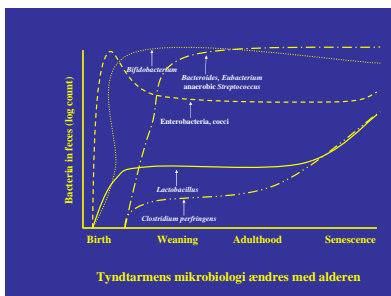 Bacteria in feces (log count)
Bifidobacterium
Bacteroides, Eubacterium
anaerobic Streptococcus
Enterobacteria, cocci
Lactobacillus
Clostridium perfringens
Birth Weaning Adulthood Senescence
Tyndtarmens mikrobiologi ændres med alderen